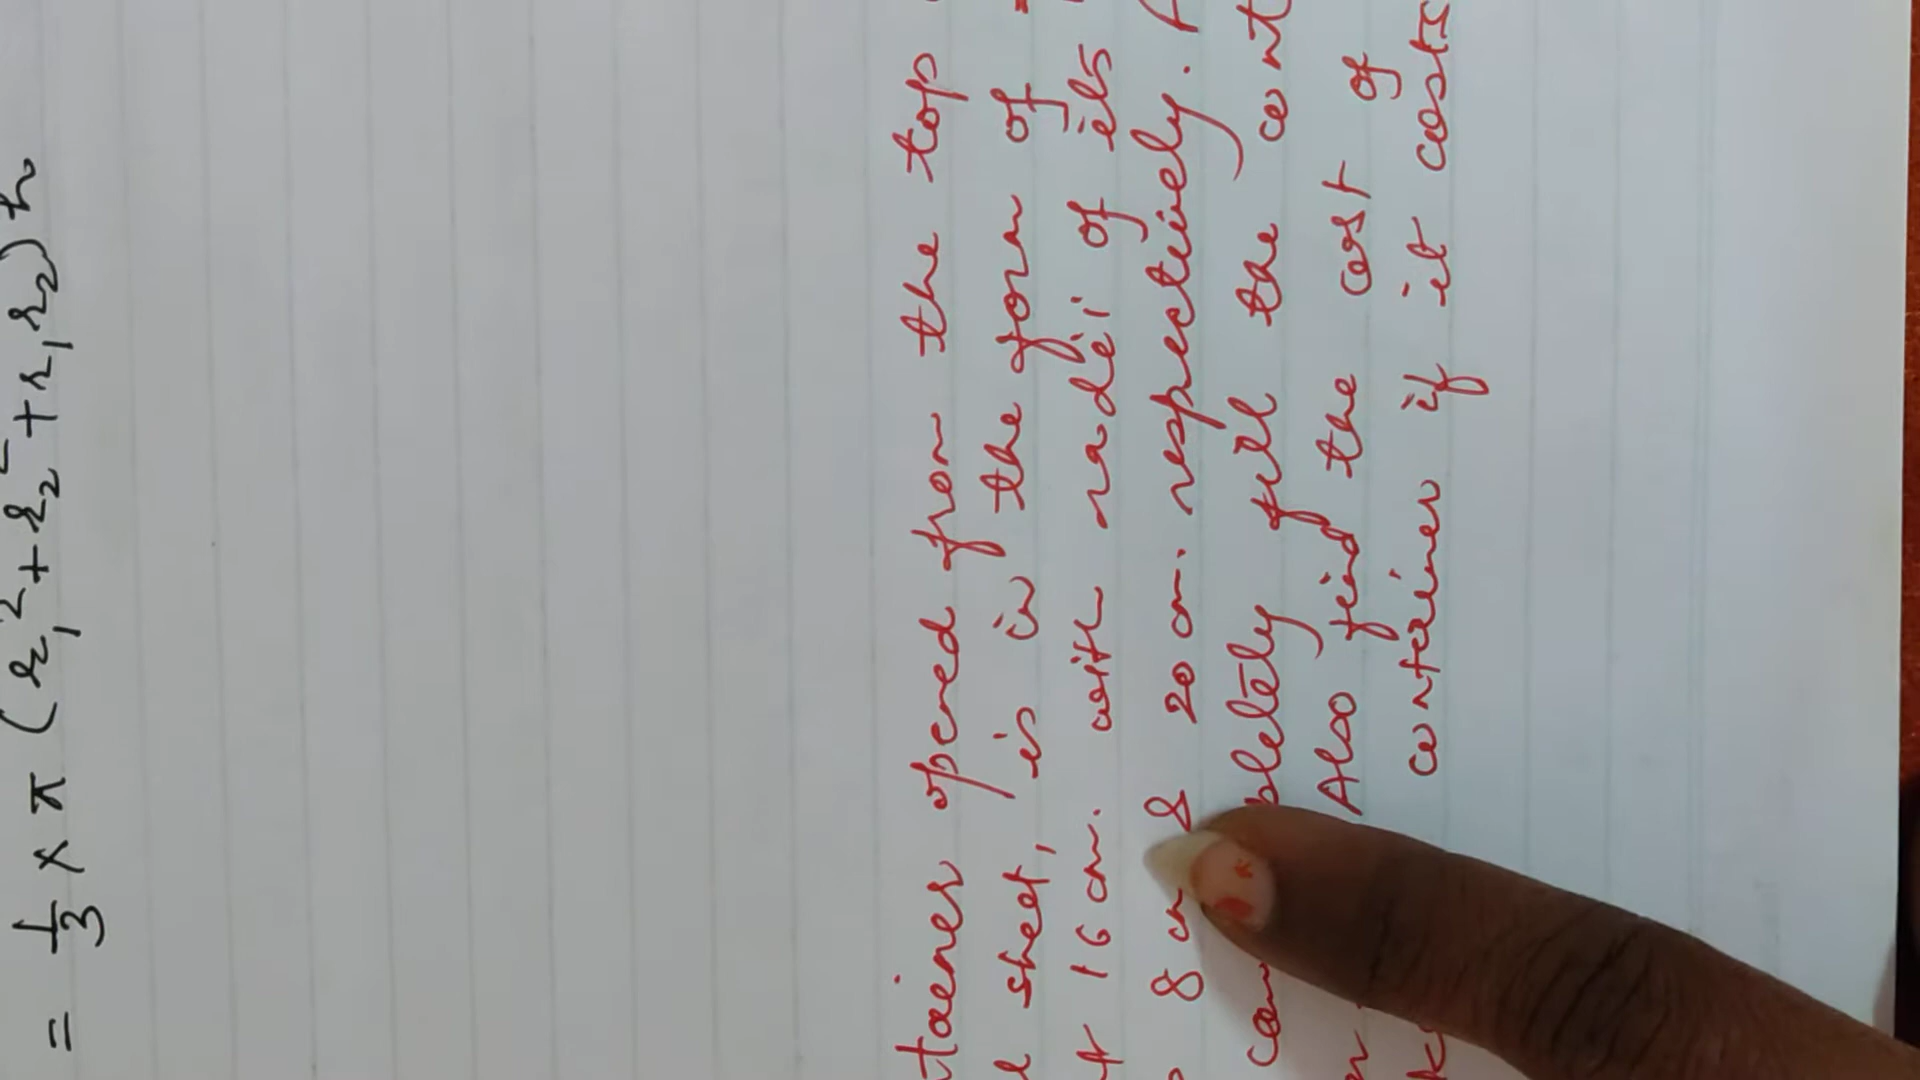 = 1/3 × π (r₁² + r₂² + r₁r₂)h
tainer opened from the top
sheet, is in the form of
16 cm. with radii of its
8 cm & 20 cm. respectively.
completely fill the cont
Also find the cost of
container if it costs